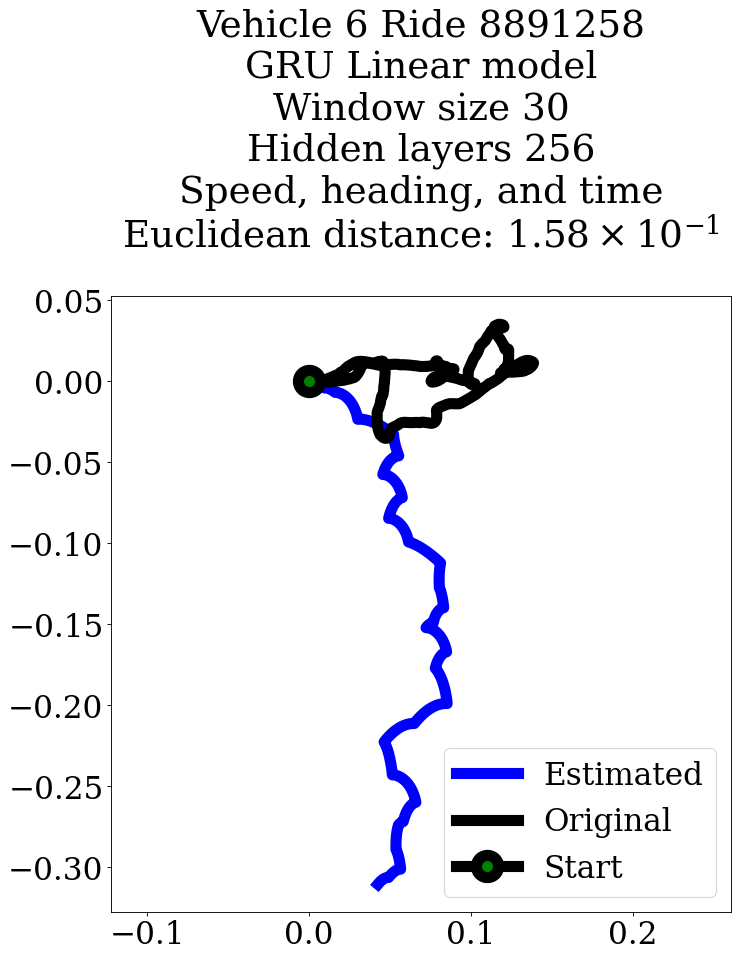 Vehicle 6 Ride 8891258
GRU Linear model
Window size 30
Hidden layers 256
Speed, heading, and time
Euclidean distance: 1.58 × 10⁻¹
0.05
0.00
−0.05
−0.10
−0.15
−0.20
−0.25
−0.30
Estimated
Original
Start
−0.1
0.0
0.1
0.2